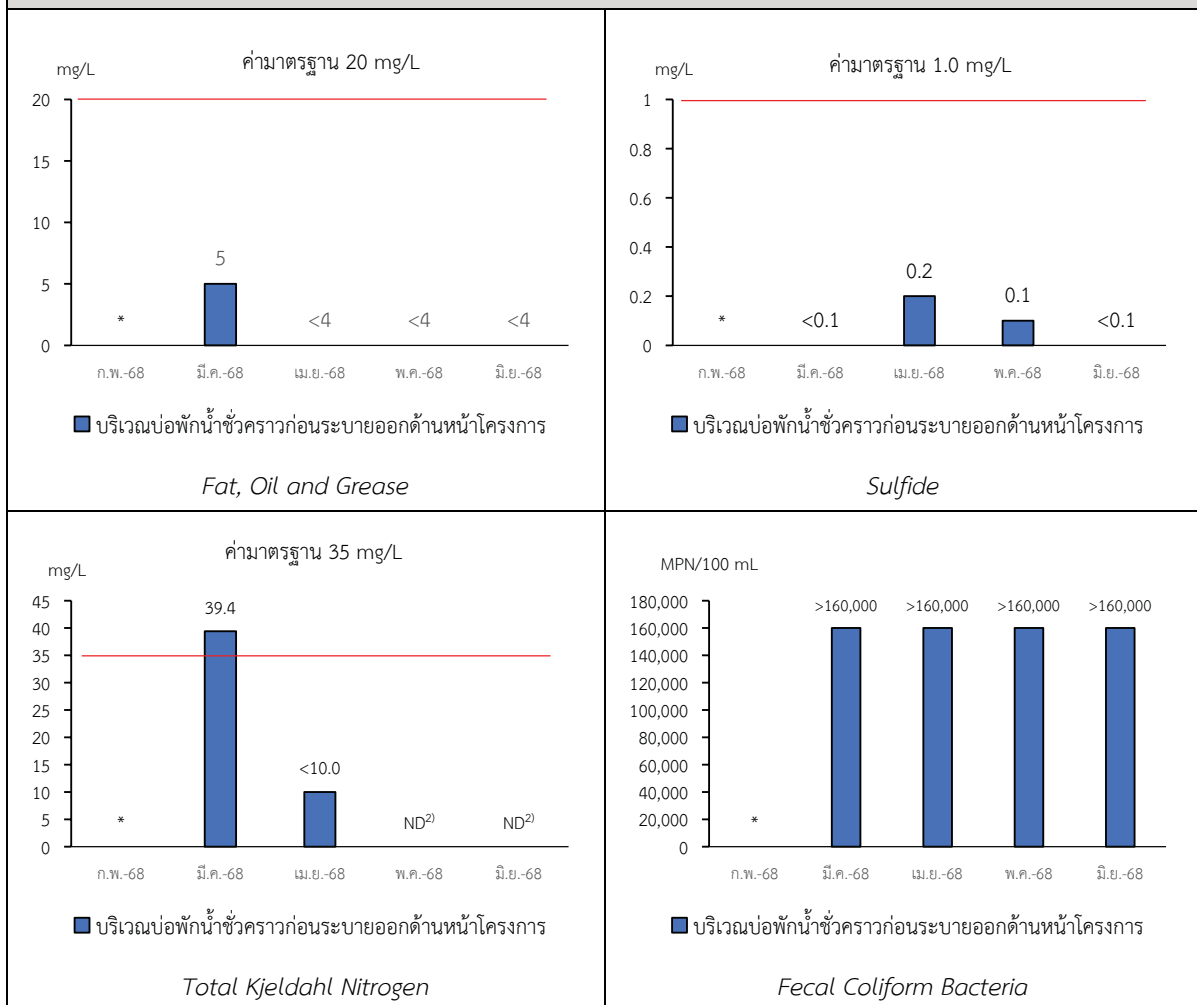 ค่ามาตรฐาน 20 mg/L
mg/L
20
15
10
5
0
*
5
<4
<4
<4
ก.พ.-68 มี.ค.-68 เม.ย.-68 พ.ค.-68 มิ.ย.-68
บริเวณบ่อพักน้ำชั่วคราวก่อนระบายออกด้านหน้าโครงการ
Fat, Oil and Grease
ค่ามาตรฐาน 1.0 mg/L
mg/L
1
0.8
0.6
0.4
0.2
0
*
<0.1
0.2
0.1
<0.1
ก.พ.-68 มี.ค.-68 เม.ย.-68 พ.ค.-68 มิ.ย.-68
บริเวณบ่อพักน้ำชั่วคราวก่อนระบายออกด้านหน้าโครงการ
Sulfide
ค่ามาตรฐาน 35 mg/L
mg/L
45
40
35
30
25
20
15
10
5
0
*
39.4
<10.0
ND2)
ND2)
ก.พ.-68 มี.ค.-68 เม.ย.-68 พ.ค.-68 มิ.ย.-68
บริเวณบ่อพักน้ำชั่วคราวก่อนระบายออกด้านหน้าโครงการ
Total Kjeldahl Nitrogen
MPN/100 mL
180,000
160,000
140,000
120,000
100,000
80,000
60,000
40,000
20,000
0
*
>160,000
>160,000
>160,000
>160,000
ก.พ.-68 มี.ค.-68 เม.ย.-68 พ.ค.-68 มิ.ย.-68
บริเวณบ่อพักน้ำชั่วคราวก่อนระบายออกด้านหน้าโครงการ
Fecal Coliform Bacteria